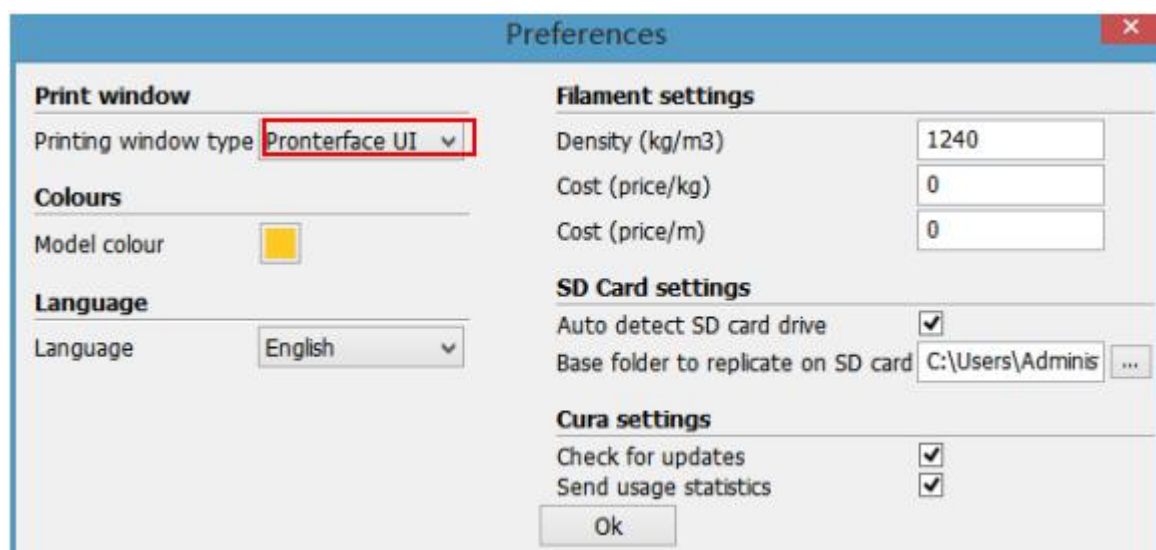 Preferences
Print window
Printing window type Pronterface UI
Colours
Model colour
Language
Language English
Filament settings
Density (kg/m3) 1240
Cost (price/kg) 0
Cost (price/m) 0
SD Card settings
Auto detect SD card drive
Base folder to replicate on SD card C:\Users\Adminis ...
Cura settings
Check for updates
Send usage statistics
Ok